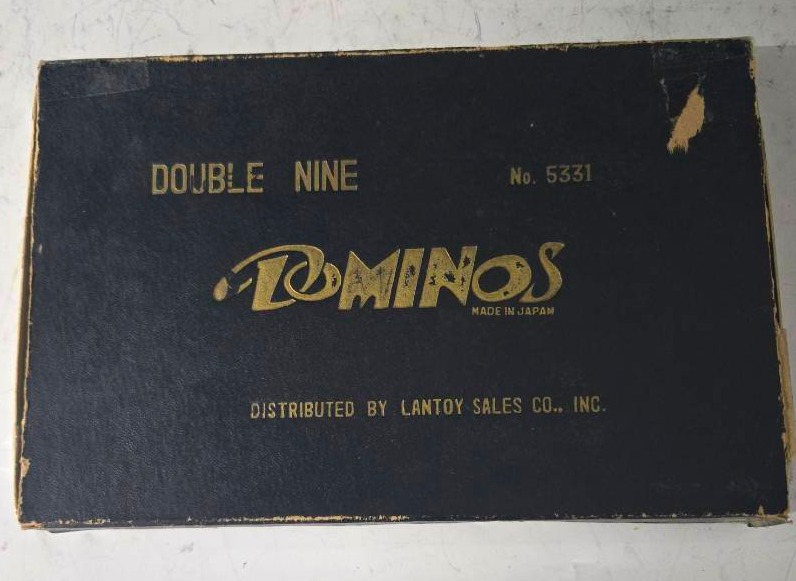 DOUBLE NINE No. 5331
DOMINOS
MADE IN JAPAN
DISTRIBUTED BY LANTOY SALES CO., INC.